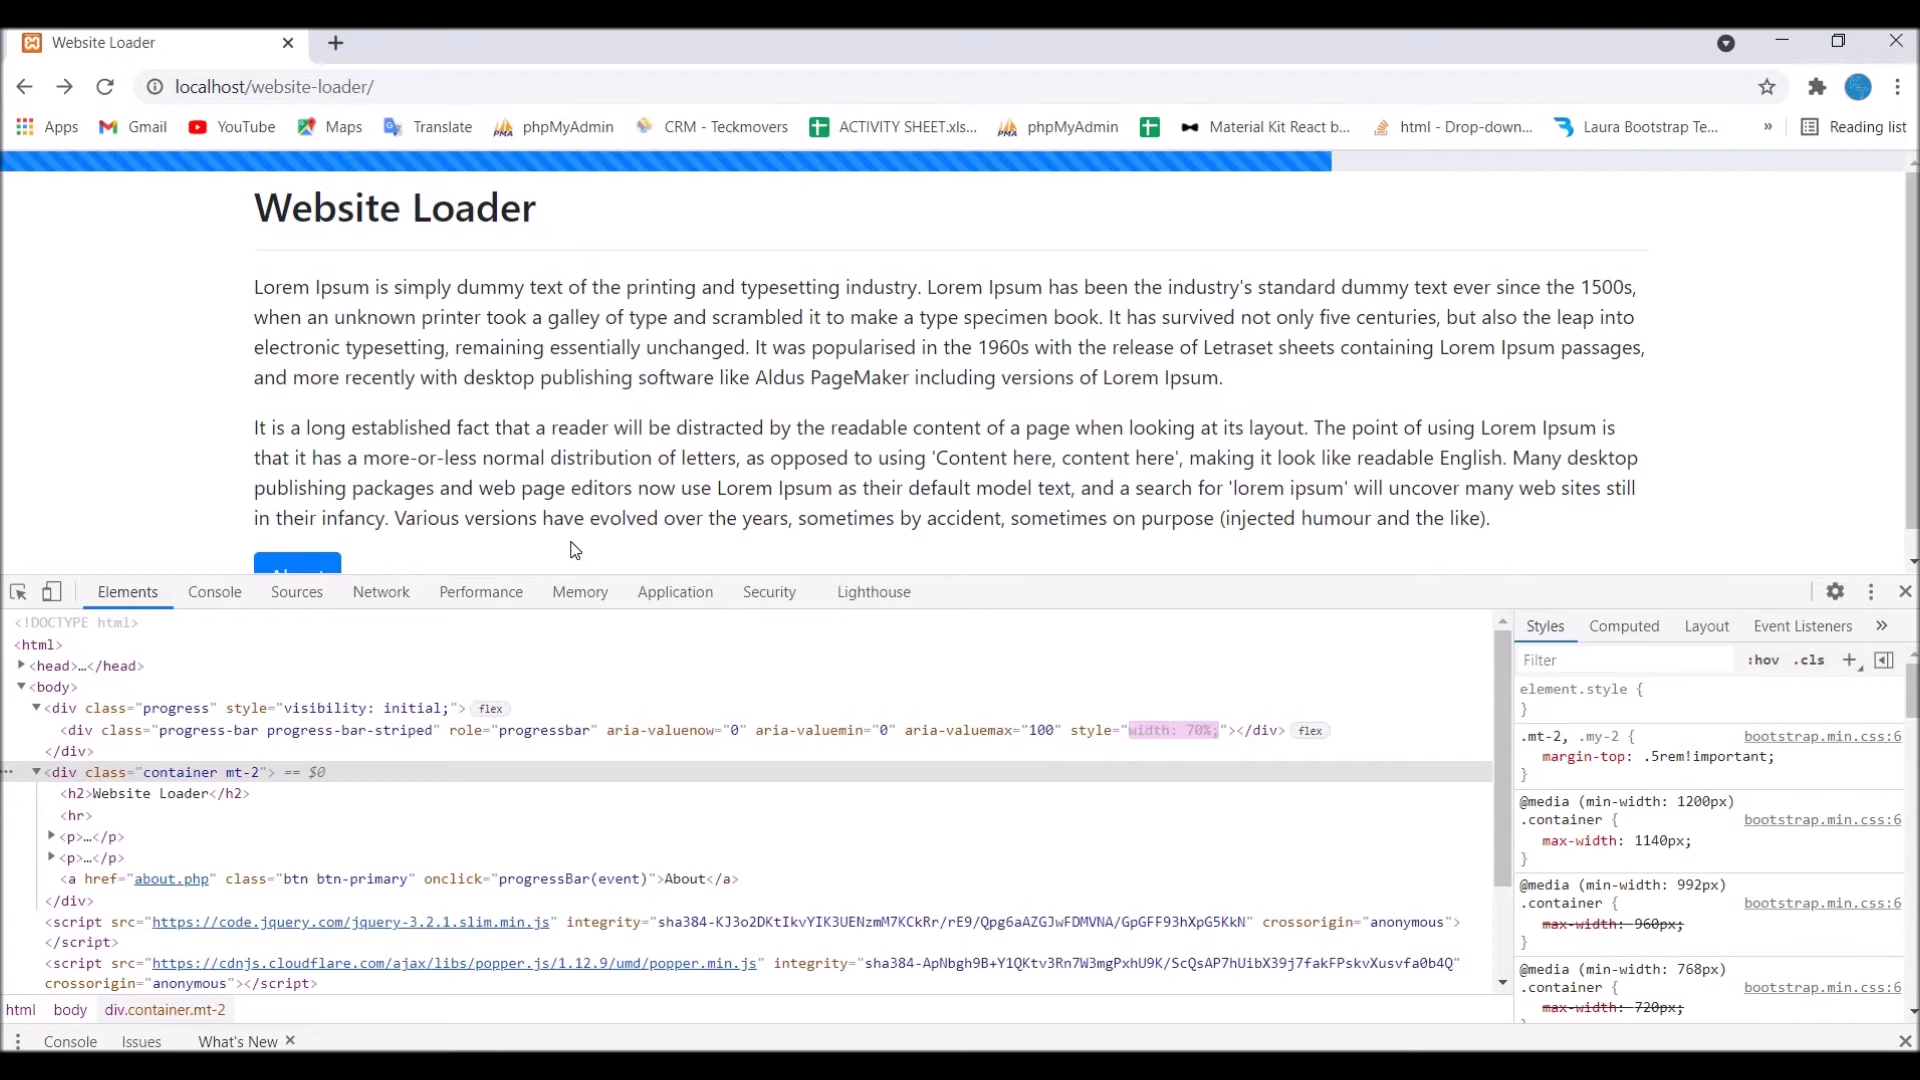 Website Loader
localhost/website-loader/
Apps Gmail YouTube Maps Translate phpMyAdmin CRM - Teckmovers ACTIVITY SHEET.xls... phpMyAdmin Material Kit React b... html - Drop-down... Laura Bootstrap Te... » Reading list
Website Loader
Lorem Ipsum is simply dummy text of the printing and typesetting industry. Lorem Ipsum has been the industry's standard dummy text ever since the 1500s,
when an unknown printer took a galley of type and scrambled it to make a type specimen book. It has survived not only five centuries, but also the leap into
electronic typesetting, remaining essentially unchanged. It was popularised in the 1960s with the release of Letraset sheets containing Lorem Ipsum passages,
and more recently with desktop publishing software like Aldus PageMaker including versions of Lorem Ipsum.
It is a long established fact that a reader will be distracted by the readable content of a page when looking at its layout. The point of using Lorem Ipsum is
that it has a more-or-less normal distribution of letters, as opposed to using 'Content here, content here', making it look like readable English. Many desktop
publishing packages and web page editors now use Lorem Ipsum as their default model text, and a search for 'lorem ipsum' will uncover many web sites still
in their infancy. Various versions have evolved over the years, sometimes by accident, sometimes on purpose (injected humour and the like).
About
Elements Console Sources Network Performance Memory Application Security Lighthouse
<!DOCTYPE html>
<html>
<head>…</head>
<body>
<div class="progress" style="visibility: initial;"> flex
<div class="progress-bar progress-bar-striped" role="progressbar" aria-valuenow="0" aria-valuemin="0" aria-valuemax="100" style="width: 70%;"></div> flex
</div>
<div class="container mt-2"> == $0
<h2>Website Loader</h2>
<hr>
<p>…</p>
<p>…</p>
<a href="about.php" class="btn btn-primary" onclick="progressBar(event)">About</a>
</div>
<script src="https://code.jquery.com/jquery-3.2.1.slim.min.js" integrity="sha384-KJ3o2DKtIkvYIK3UENzmM7KCkRr/rE9/Qpg6aAZGJwFDMVNA/GpGFF93hXpG5KkN" crossorigin="anonymous">
</script>
<script src="https://cdnjs.cloudflare.com/ajax/libs/popper.js/1.12.9/umd/popper.min.js" integrity="sha384-ApNbgh9B+Y1QKtv3Rn7W3mgPxhU9K/ScQsAP7hUibX39j7fakFPskvXusvfa0b4Q"
crossorigin="anonymous"></script>
html body div.container.mt-2
Styles Computed Layout Event Listeners »
Filter :hov .cls +
element.style {
}
.mt-2, .my-2 { bootstrap.min.css:6
margin-top: .5rem!important;
}
@media (min-width: 1200px)
.container { bootstrap.min.css:6
max-width: 1140px;
}
@media (min-width: 992px)
.container { bootstrap.min.css:6
max-width: 960px;
}
@media (min-width: 768px)
.container { bootstrap.min.css:6
max-width: 720px;
Console Issues What's New